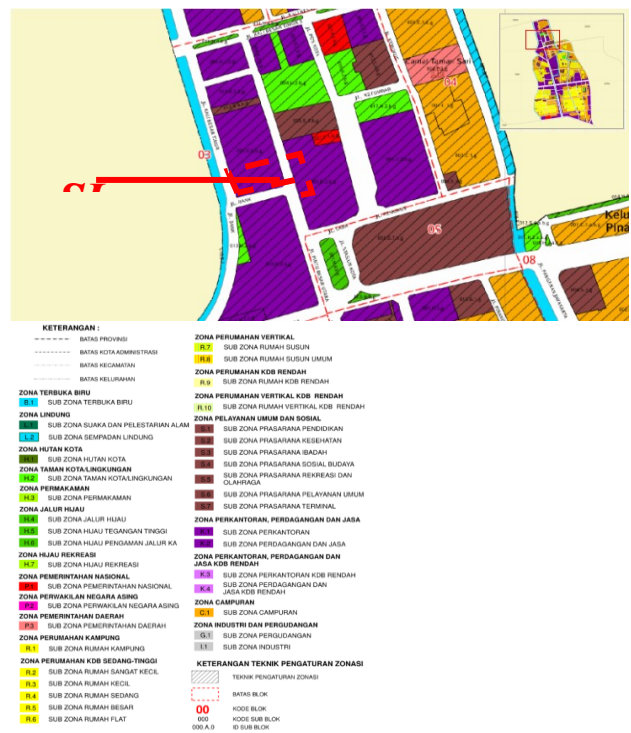 03
04
05
08
Candi Taman Sari
JL. KETUMBAR
JL. KALI BESAR TIMUR
Kelu
Pina
KETERANGAN :
BATAS PROVINSI
BATAS KOTA ADMINISTRASI
BATAS KECAMATAN
BATAS KELURAHAN
ZONA TERBUKA BIRU
B.1 SUB ZONA TERBUKA BIRU
ZONA LINDUNG
L.1 SUB ZONA SUAKA DAN PELESTARIAN ALAM
L.2 SUB ZONA SEMPADAN LINDUNG
ZONA HUTAN KOTA
H.1 SUB ZONA HUTAN KOTA
ZONA TAMAN KOTA/LINGKUNGAN
H.2 SUB ZONA TAMAN KOTA/LINGKUNGAN
ZONA PERMAKAMAN
H.3 SUB ZONA PERMAKAMAN
ZONA JALUR HIJAU
H.4 SUB ZONA JALUR HIJAU
H.5 SUB ZONA HIJAU TEGANGAN TINGGI
H.6 SUB ZONA HIJAU PENGAMAN JALUR KA
ZONA HIJAU REKREASI
H.7 SUB ZONA HIJAU REKREASI
ZONA PEMERINTAHAN NASIONAL
P.1 SUB ZONA PEMERINTAHAN NASIONAL
ZONA PERWAKILAN NEGARA ASING
P.2 SUB ZONA PERWAKILAN NEGARA ASING
ZONA PEMERINTAHAN DAERAH
P.3 SUB ZONA PEMERINTAHAN DAERAH
ZONA PERUMAHAN KAMPUNG
R.1 SUB ZONA RUMAH KAMPUNG
ZONA PERUMAHAN KDB SEDANG-TINGGI
R.2 SUB ZONA RUMAH SANGAT KECIL
R.3 SUB ZONA RUMAH KECIL
R.4 SUB ZONA RUMAH SEDANG
R.5 SUB ZONA RUMAH BESAR
R.6 SUB ZONA RUMAH FLAT
ZONA PERUMAHAN VERTIKAL
R.7 SUB ZONA RUMAH SUSUN
R.8 SUB ZONA RUMAH SUSUN UMUM
ZONA PERUMAHAN KDB RENDAH
R.9 SUB ZONA RUMAH KDB RENDAH
ZONA PERUMAHAN VERTIKAL KDB RENDAH
R.10 SUB ZONA RUMAH VERTIKAL KDB RENDAH
ZONA PELAYANAN UMUM DAN SOSIAL
S.1 SUB ZONA PRASARANA PENDIDIKAN
S.2 SUB ZONA PRASARANA KESEHATAN
S.3 SUB ZONA PRASARANA IBADAH
S.4 SUB ZONA PRASARANA SOSIAL BUDAYA
S.5 SUB ZONA PRASARANA REKREASI DAN
OLAHRAGA
S.6 SUB ZONA PRASARANA PELAYANAN UMUM
S.7 SUB ZONA PRASARANA TERMINAL
ZONA PERKANTORAN, PERDAGANGAN DAN JASA
K.1 SUB ZONA PERKANTORAN
K.2 SUB ZONA PERDAGANGAN DAN JASA
ZONA PERKANTORAN, PERDAGANGAN DAN
JASA KDB RENDAH
K.3 SUB ZONA PERKANTORAN KDB RENDAH
K.4 SUB ZONA PERDAGANGAN DAN
JASA KDB RENDAH
ZONA CAMPURAN
C.1 SUB ZONA CAMPURAN
ZONA INDUSTRI DAN PERGUDANGAN
G.1 SUB ZONA PERGUDANGAN
I.1 SUB ZONA INDUSTRI
KETERANGAN TEKNIK PENGATURAN ZONASI
TEKNIK PENGATURAN ZONASI
BATAS BLOK
00 KODE BLOK
000 KODE SUB BLOK
000 A.0 ID SUB BLOK